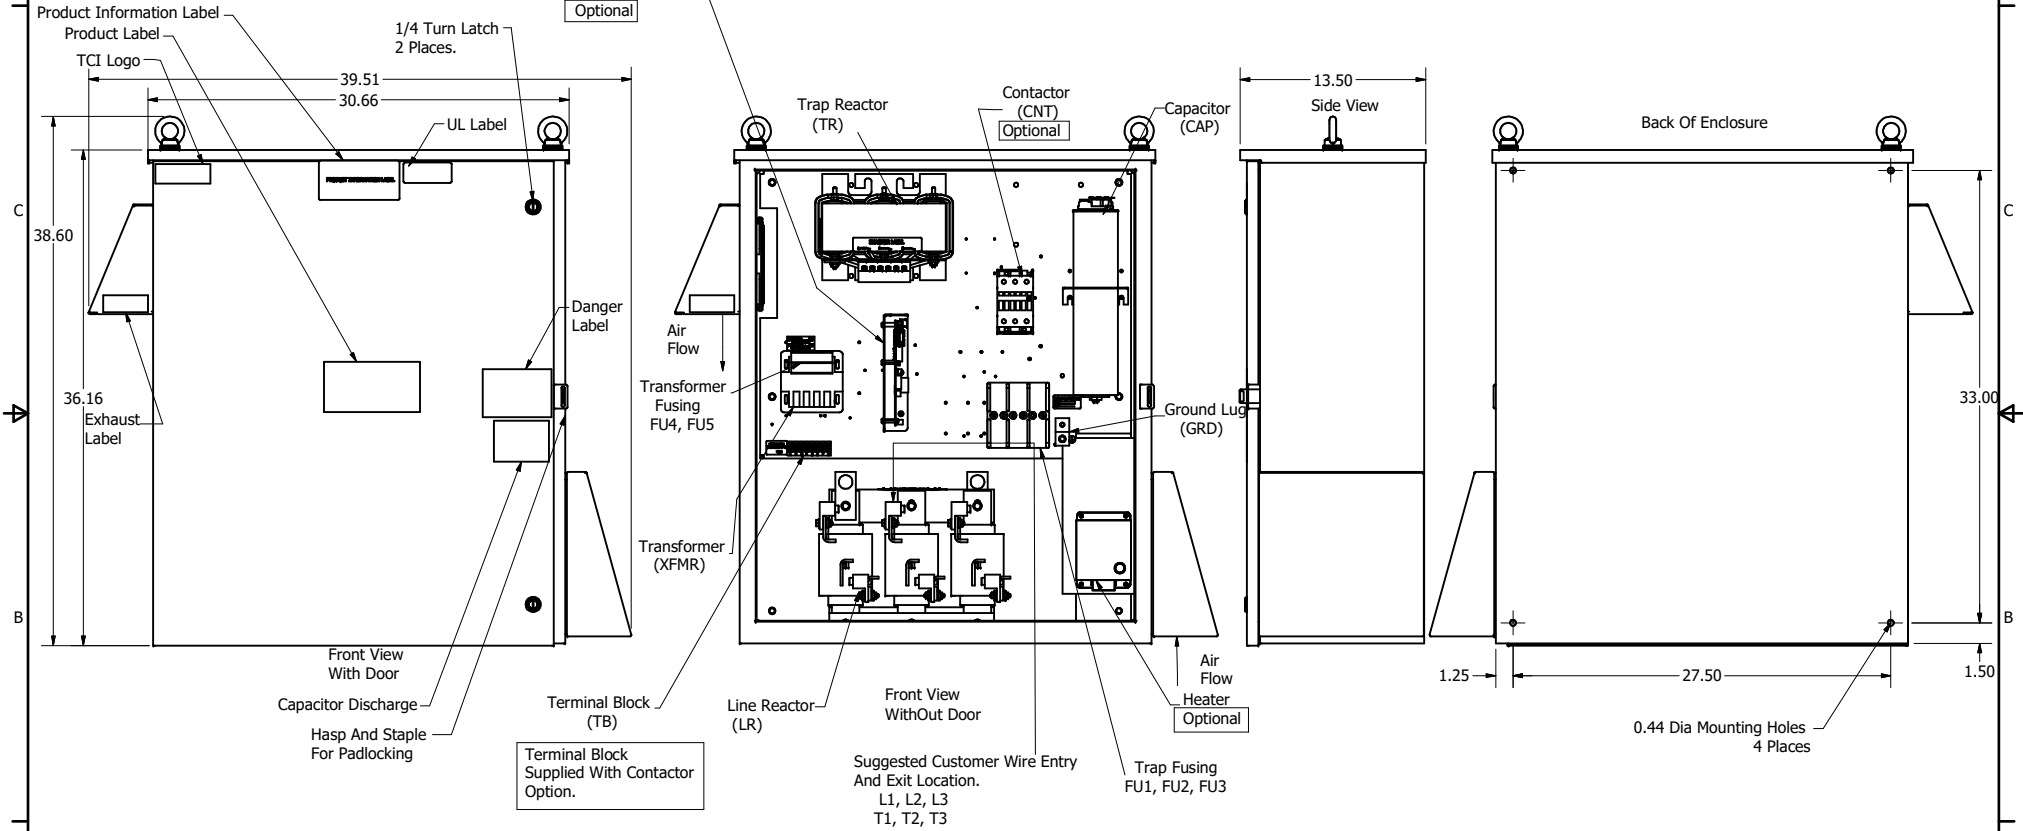 Product Information Label
Product Label
TCI Logo
1/4 Turn Latch
2 Places.
Optional
39.51
30.66
UL Label
PRODUCT INFORMATION LABEL
C
38.60
36.16
Exhaust
Label
Danger
Label
B
Front View
With Door
Capacitor Discharge
Hasp And Staple
For Padlocking
Trap Reactor
(TR)
Contactor
(CNT)
Optional
Capacitor
(CAP)
Air
Flow
Transformer
Fusing
FU4, FU5
Ground Lug
(GRD)
Transformer
(XFMR)
Terminal Block
(TB)
Terminal Block
Supplied With Contactor
Option.
Line Reactor
(LR)
Front View
WithOut Door
Suggested Customer Wire Entry
And Exit Location.
L1, L2, L3
T1, T2, T3
Trap Fusing
FU1, FU2, FU3
Air
Flow
Heater
Optional
13.50
Side View
Back Of Enclosure
C
33.00
B
1.25
27.50
1.50
0.44 Dia Mounting Holes
4 Places